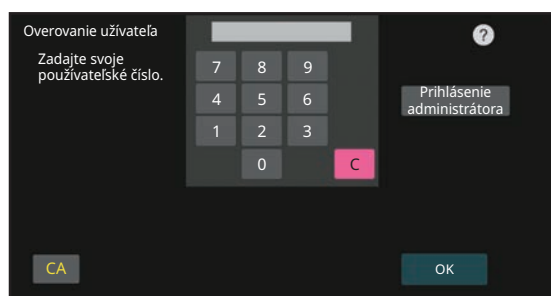 Overovanie užívateľa
?
Zadajte svoje
používateľské číslo.
7 8 9
Prihlásenie
administrátora
4 5 6
1 2 3
0 C
CA
OK